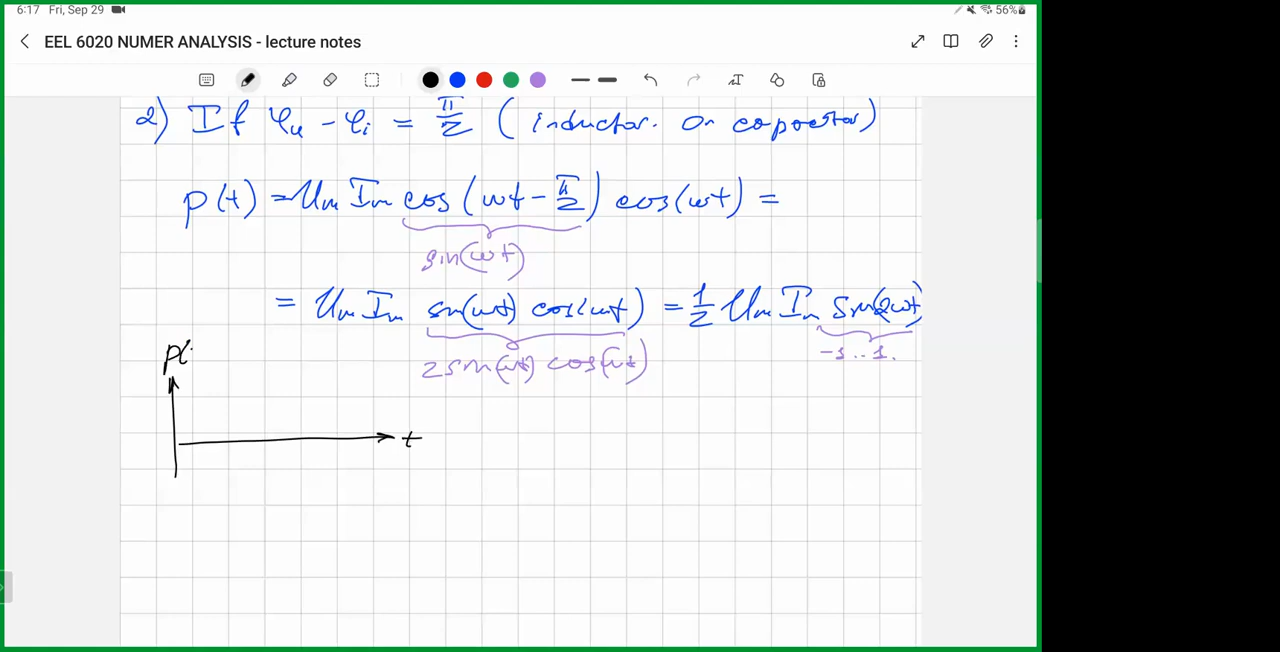 6:17 Fri, Sep 29
56%
EEL 6020 NUMER ANALYSIS - lecture notes
2) If φu - φi = π/2 (inductor. or capacitor)
p(t) = Um Im cos(ωt - π/2) cos(ωt) =
sin(ωt)
= Um Im sin(ωt) cos(ωt) = 1/2 Um Im sin(2ωt)
2sin(ωt) cos(ωt)
-1..1.
p(
t